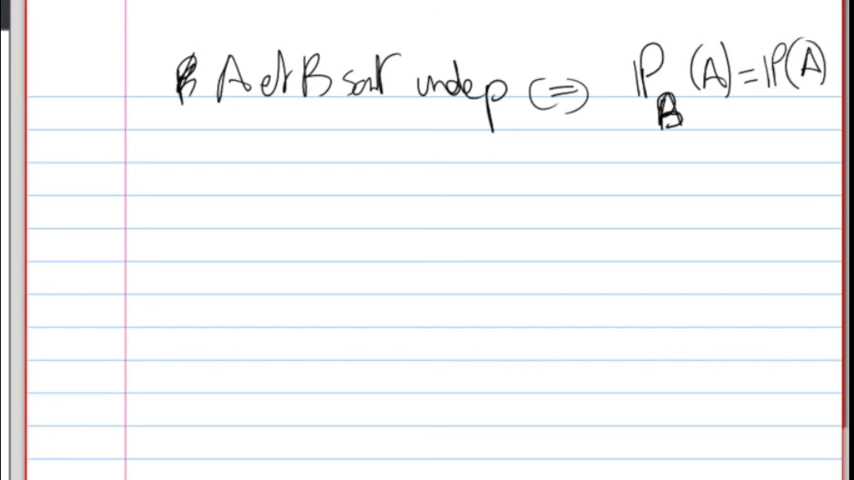 A et B sont indep <=> ℙ_B (A) = ℙ(A)